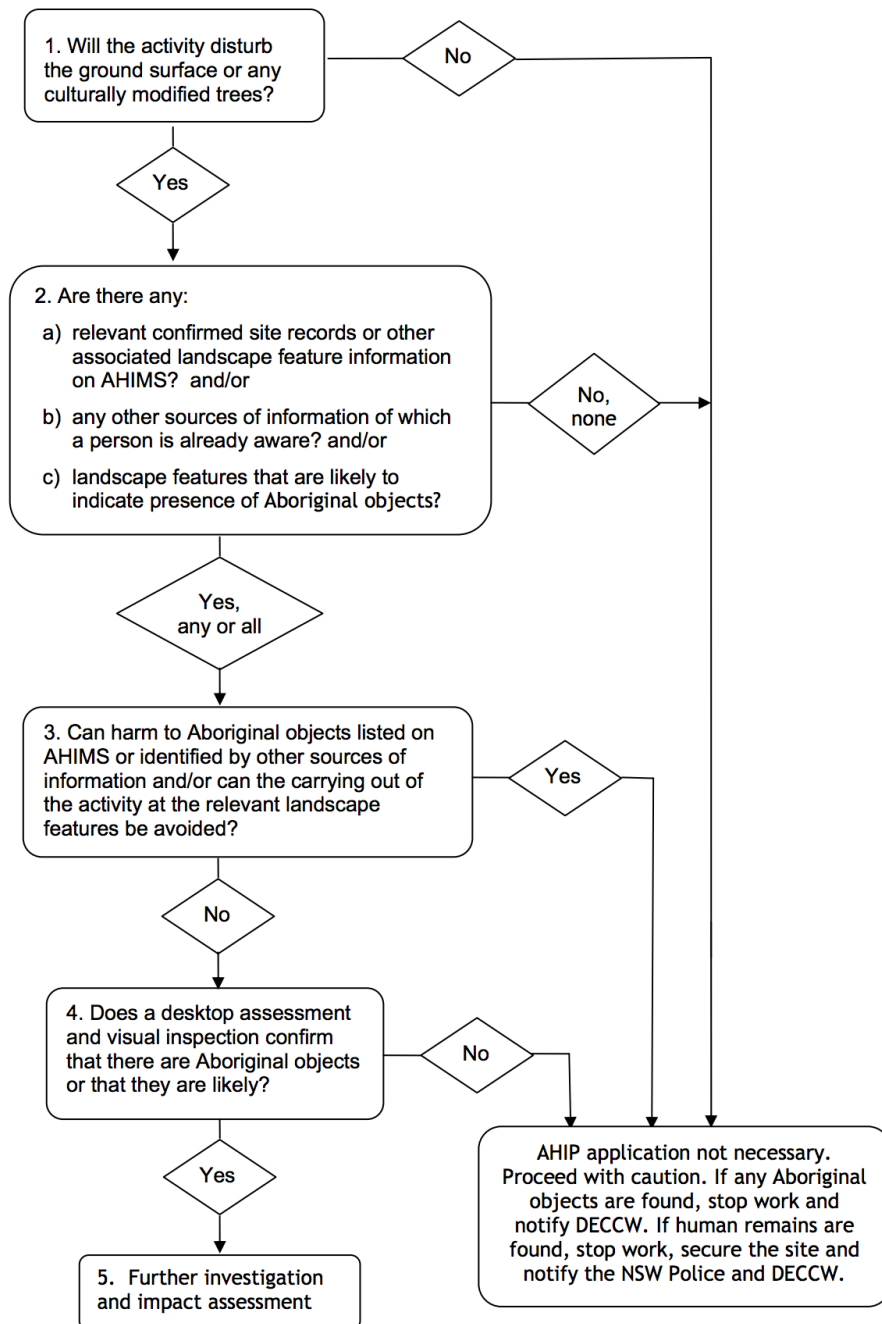 1. Will the activity disturb
the ground surface or any
culturally modified trees?
No
Yes
2. Are there any:
a) relevant confirmed site records or other
associated landscape feature information
on AHIMS? and/or
b) any other sources of information of which
a person is already aware? and/or
c) landscape features that are likely to
indicate presence of Aboriginal objects?
No,
none
Yes,
any or all
3. Can harm to Aboriginal objects listed on
AHIMS or identified by other sources of
information and/or can the carrying out of
the activity at the relevant landscape
features be avoided?
Yes
No
4. Does a desktop assessment
and visual inspection confirm
that there are Aboriginal objects
or that they are likely?
No
Yes
AHIP application not necessary.
Proceed with caution. If any Aboriginal
objects are found, stop work and
notify DECCW. If human remains are
found, stop work, secure the site and
notify the NSW Police and DECCW.
5. Further investigation
and impact assessment